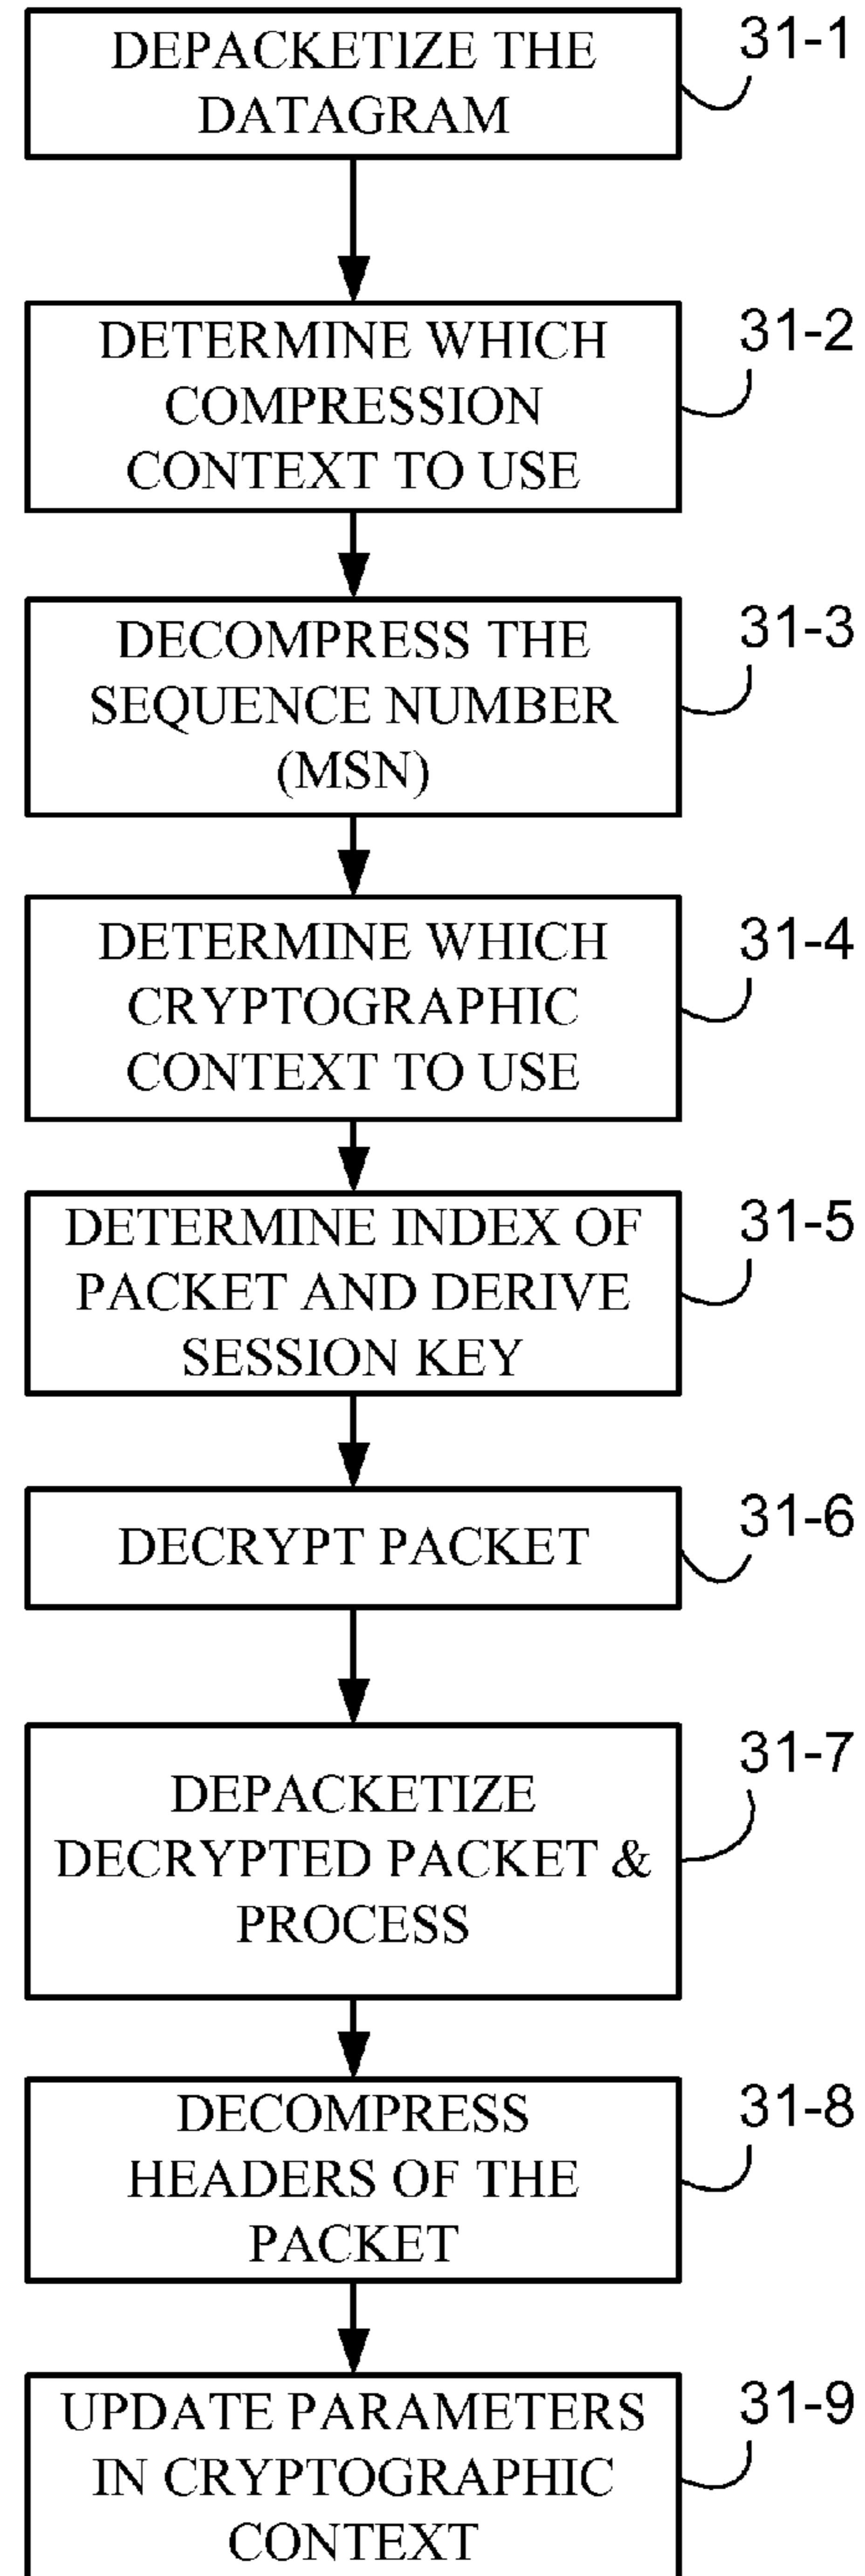 DEPACKETIZE THE
DATAGRAM
31-1
DETERMINE WHICH
COMPRESSION
CONTEXT TO USE
31-2
DECOMPRESS THE
SEQUENCE NUMBER
(MSN)
31-3
DETERMINE WHICH
CRYPTOGRAPHIC
CONTEXT TO USE
31-4
DETERMINE INDEX OF
PACKET AND DERIVE
SESSION KEY
31-5
DECRYPT PACKET
31-6
DEPACKETIZE
DECRYPTED PACKET &
PROCESS
31-7
DECOMPRESS
HEADERS OF THE
PACKET
31-8
UPDATE PARAMETERS
IN CRYPTOGRAPHIC
CONTEXT
31-9